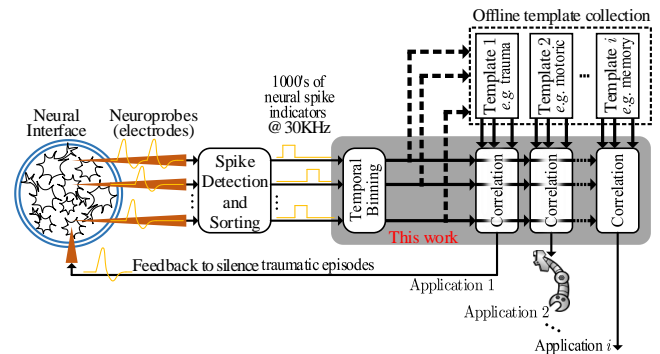 Offline template collection
Template 1
e.g. trauma
Template 2
e.g. motoric
...
Template i
e.g. memory
1000's of
neural spike
indicators
@ 30KHz
Neural
Interface
Neuroprobes
(electrodes)
Spike
Detection
and
Sorting
Temporal
Binning
Correlation
Correlation
Correlation
This work
Feedback to silence traumatic episodes
Application 1
Application 2
...
Application i